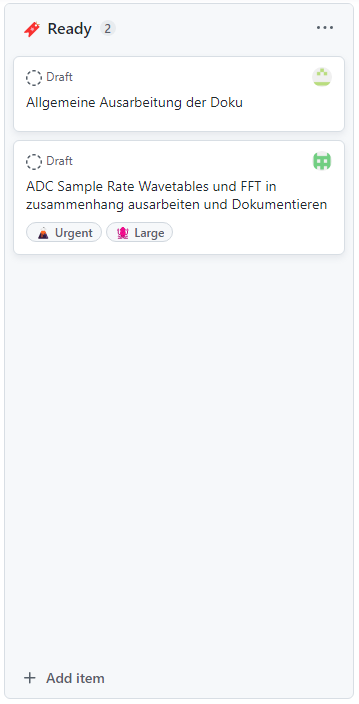 Ready 2
Draft
Allgemeine Ausarbeitung der Doku
Draft
ADC Sample Rate Wavetables und FFT in
zusammenhang ausarbeiten und Dokumentieren
Urgent Large
+ Add item